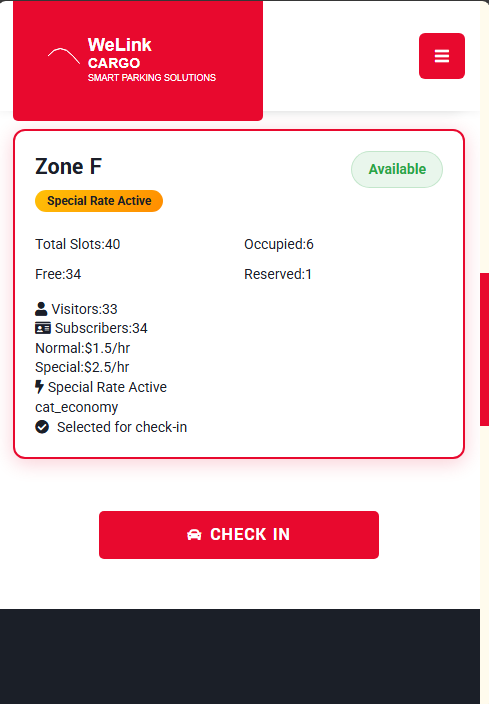 WeLink
CARGO
SMART PARKING SOLUTIONS
Zone F
Available
Special Rate Active
Total Slots:40
Occupied:6
Free:34
Reserved:1
Visitors:33
Subscribers:34
Normal:$1.5/hr
Special:$2.5/hr
Special Rate Active
cat_economy
Selected for check-in
CHECK IN